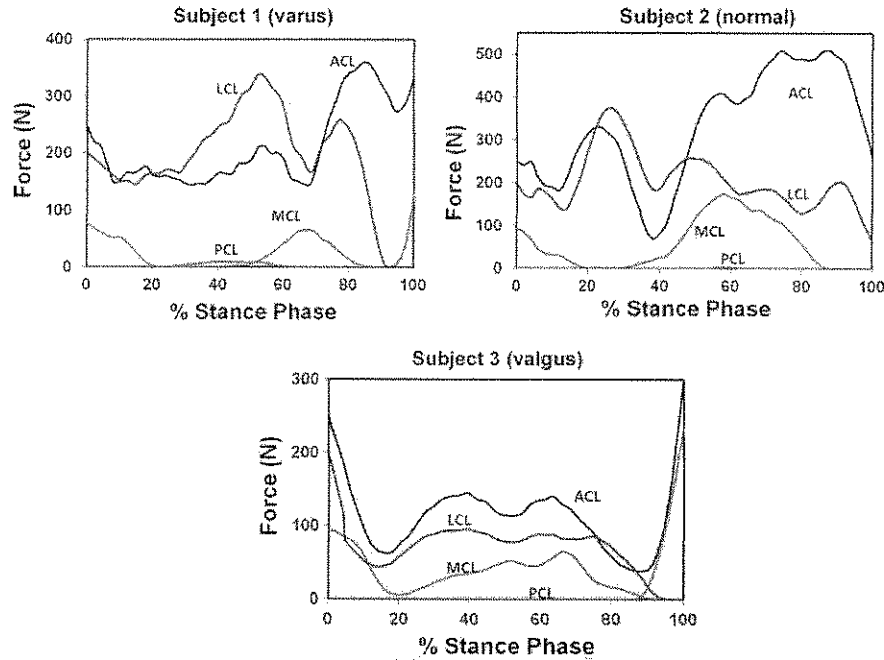 Subject 1 (varus)
Force (N)
400
300
200
100
0
LCL
ACL
MCL
PCL
0 20 40 60 80 100
% Stance Phase
Subject 2 (normal)
Force (N)
500
400
300
200
100
0
ACL
LCL
MCL
PCL
0 20 40 60 80 100
% Stance Phase
Subject 3 (valgus)
Force (N)
300
200
100
0
ACL
LCL
MCL
PCL
0 20 40 60 80 100
% Stance Phase